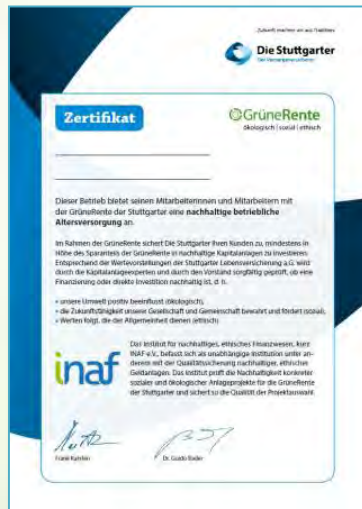 Zukunft machen wir aus Tradition.
Die Stuttgarter
Der Vorsorgeversicherer
Zertifikat
GrüneRente
ökologisch | sozial | ethisch
Dieser Betrieb bietet seinen Mitarbeiterinnen und Mitarbeitern mit
der GrüneRente der Stuttgarter eine nachhaltige betriebliche
Altersversorgung an.
Im Rahmen der GrüneRente sichert Die Stuttgarter Ihren Kunden zu, mindestens in
Höhe des Sparanteils der GrüneRente in nachhaltige Kapitalanlagen zu investieren.
Entsprechend der Wertevorstellungen der Stuttgarter Lebensversicherung a.G. wird
durch die Kapitalanlageexperten und durch den Vorstand sorgfältig geprüft, ob eine
Finanzierung oder direkte Investition nachhaltig ist, d. h.
• unsere Umwelt positiv beeinflusst (ökologisch),
• die Zukunftsfähigkeit unserer Gesellschaft und Gemeinschaft bewahrt und fördert (sozial),
• Werten folgt, die der Allgemeinheit dienen (ethisch).
inaf
Das Institut für nachhaltiges, ethisches Finanzwesen, kurz
INAF e.V., befasst sich als unabhängige Institution unter an-
derem mit der Qualitätssicherung nachhaltiger, ethischer
Geldanlagen. Das Institut prüft die Nachhaltigkeit konkreter
sozialer und ökologischer Anlageprojekte für die GrüneRente
der Stuttgarter und sichert so die Qualität der Projektauswahl.
Frank Karsten
Dr. Guido Bader